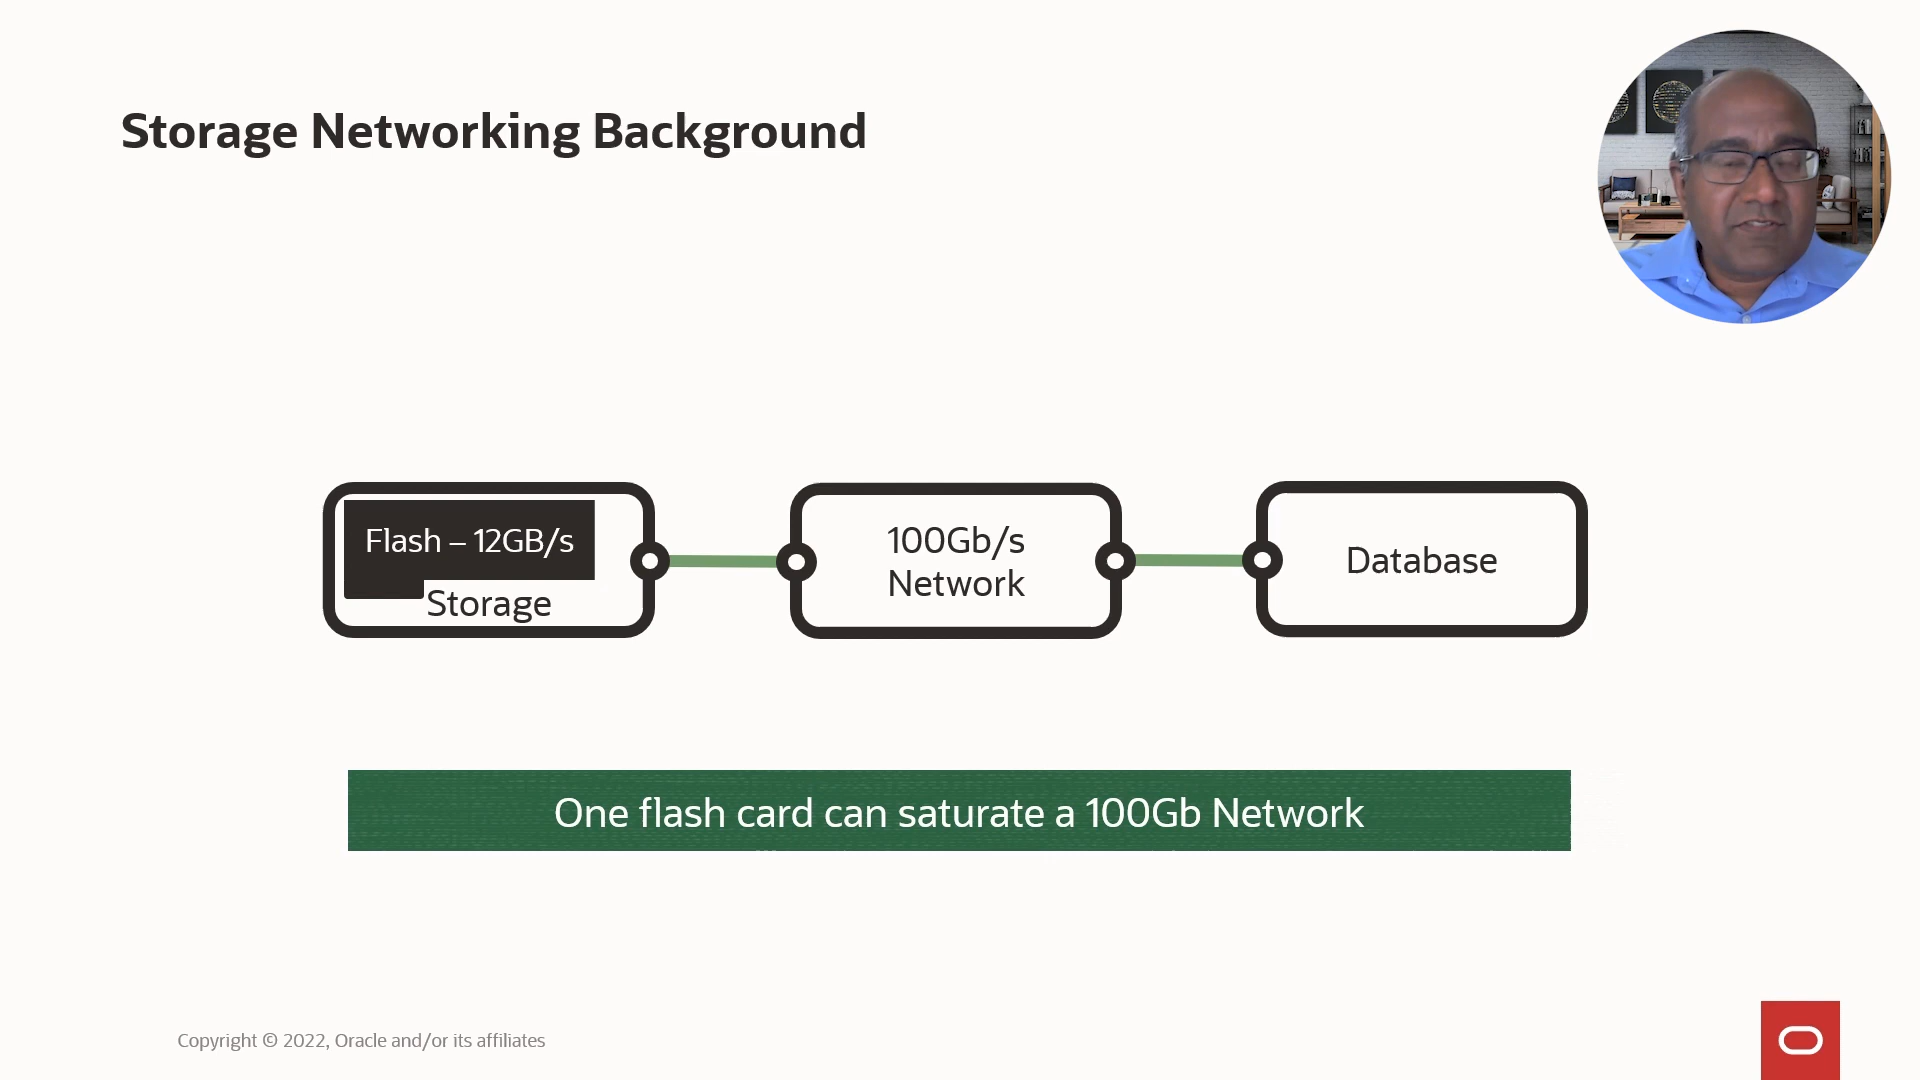 Storage Networking Background
Flash – 12GB/s
Storage
100Gb/s
Network
Database
One flash card can saturate a 100Gb Network
Copyright © 2022, Oracle and/or its affiliates